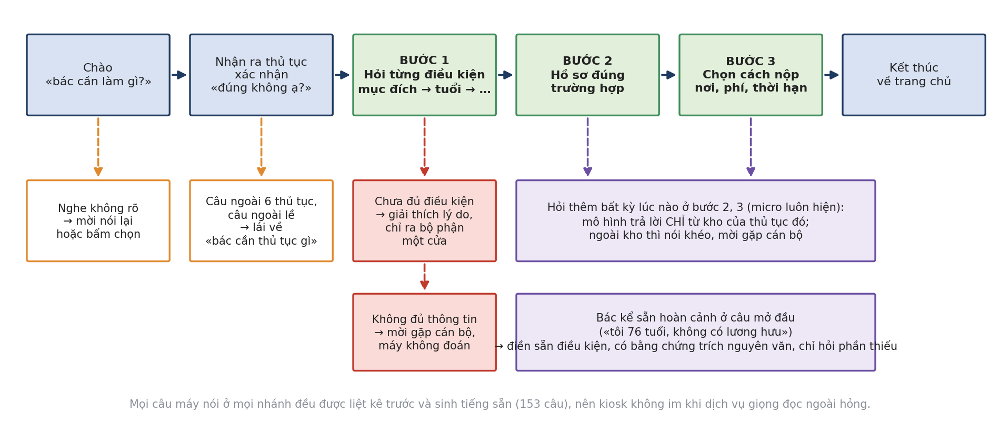 Chào
«bác cần làm gì?»
Nhận ra thủ tục
xác nhận
«đúng không ạ?»
BƯỚC 1
Hỏi từng điều kiện
mục đích → tuổi → …
BƯỚC 2
Hồ sơ đúng
trường hợp
BƯỚC 3
Chọn cách nộp
nơi, phí, thời hạn
Kết thúc
về trang chủ
Nghe không rõ
→ mời nói lại
hoặc bấm chọn
Câu ngoài 6 thủ tục,
câu ngoài lề
→ lái về
«bác cần thủ tục gì»
Chưa đủ điều kiện
→ giải thích lý do,
chỉ ra bộ phận
một cửa
Hỏi thêm bất kỳ lúc nào ở bước 2, 3 (micro luôn hiện):
mô hình trả lời CHỈ từ kho của thủ tục đó;
ngoài kho thì nói khéo, mời gặp cán bộ
Không đủ thông tin
→ mời gặp cán bộ,
máy không đoán
Bác kể sẵn hoàn cảnh ở câu mở đầu
(«tôi 76 tuổi, không có lương hưu»)
→ điền sẵn điều kiện, có bằng chứng trích nguyên văn, chỉ hỏi phần thiếu
Mọi câu máy nói ở mọi nhánh đều được liệt kê trước và sinh tiếng sẵn (153 câu), nên kiosk không im khi dịch vụ giọng đọc ngoài hỏng.